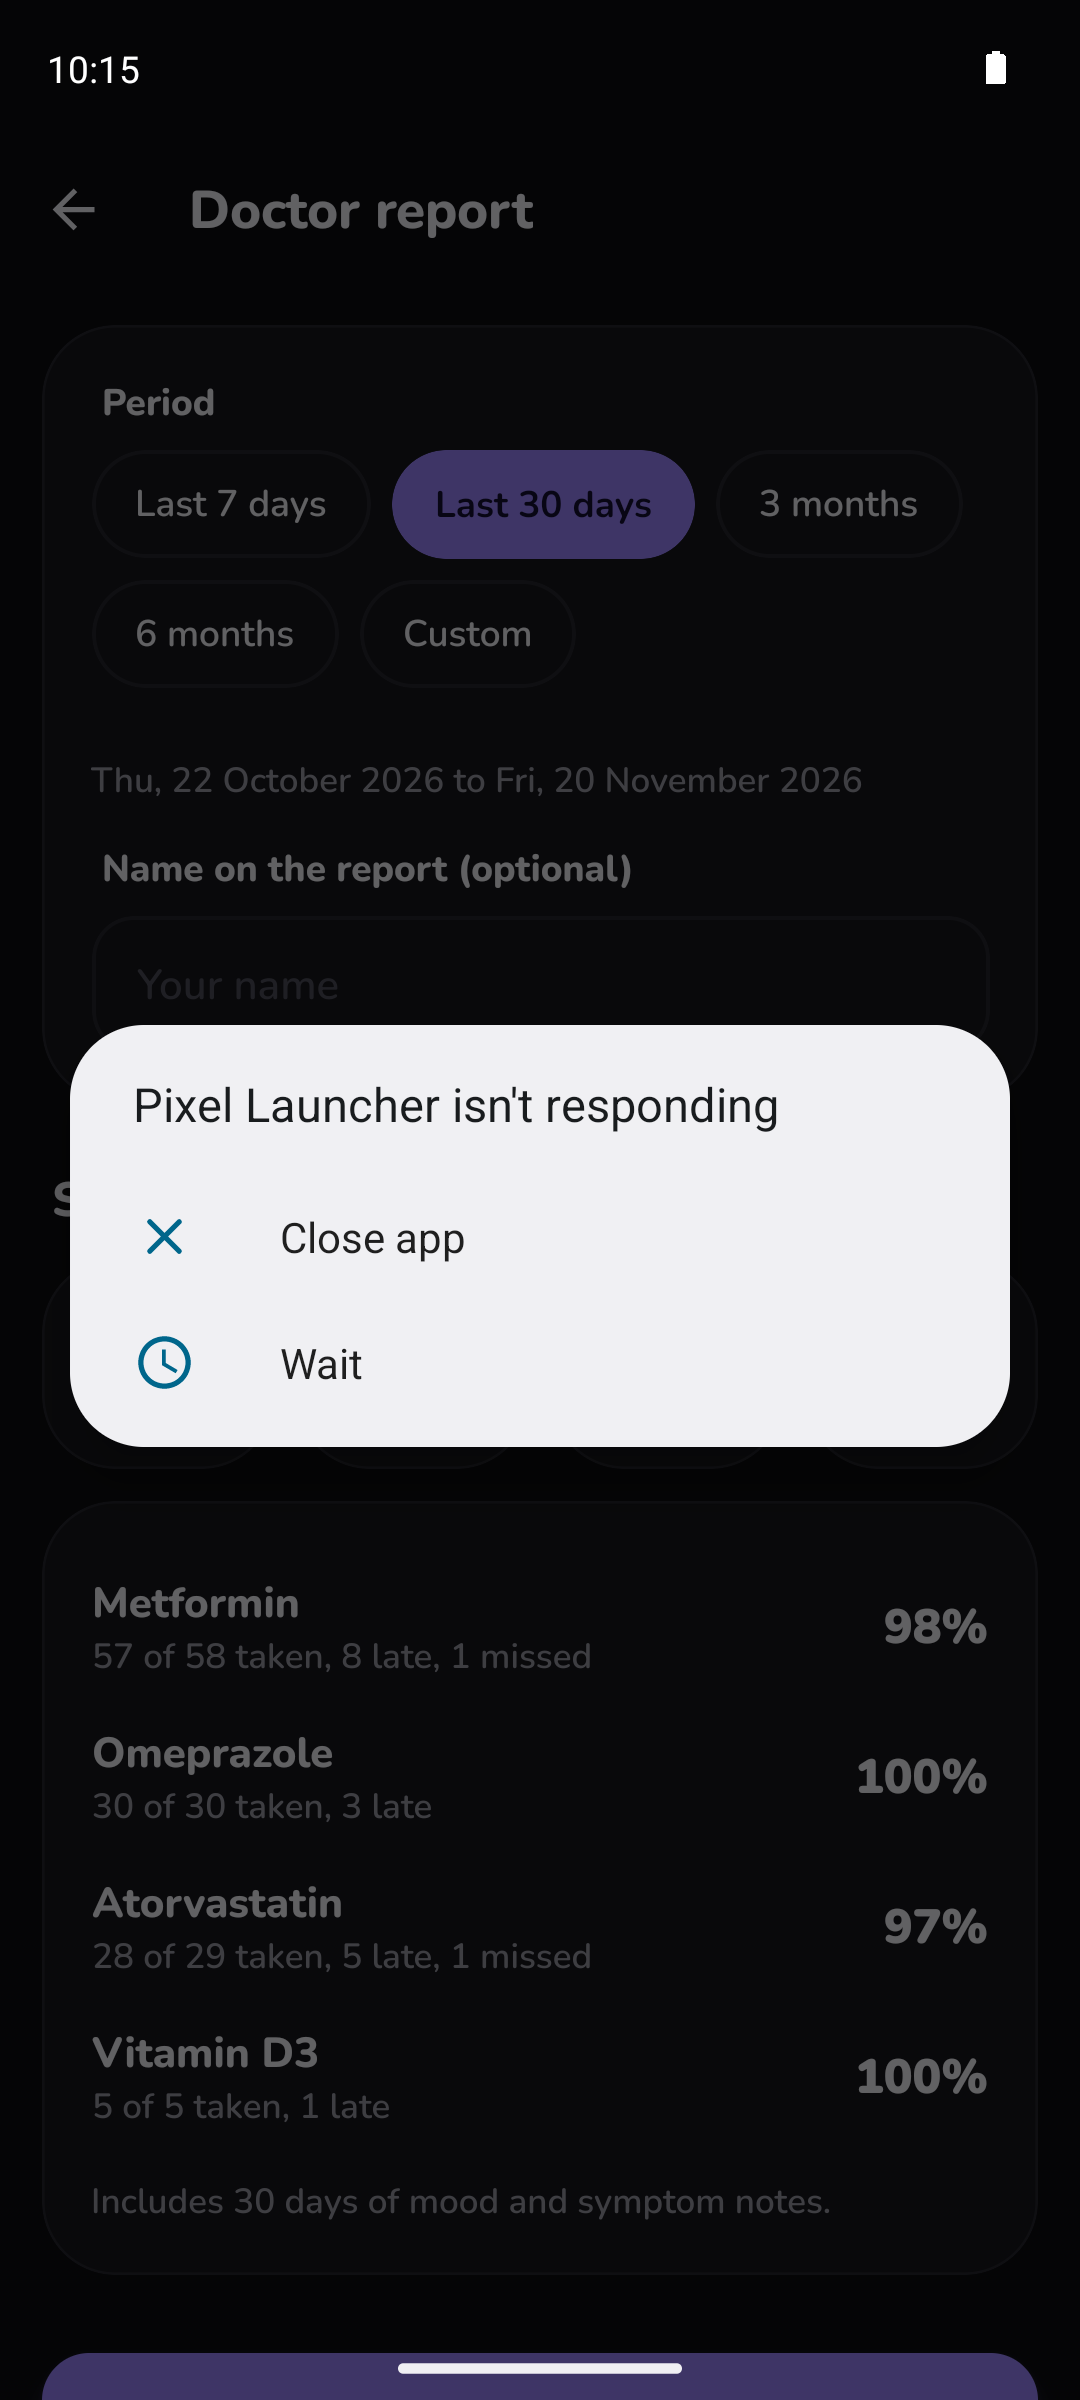 10:15
Doctor report
Period
Last 7 days
Last 30 days
3 months
6 months
Custom
Thu, 22 October 2026 to Fri, 20 November 2026
Name on the report (optional)
Your name
Pixel Launcher isn't responding
Close app
Wait
Metformin
98%
57 of 58 taken, 8 late, 1 missed
Omeprazole
100%
30 of 30 taken, 3 late
Atorvastatin
97%
28 of 29 taken, 5 late, 1 missed
Vitamin D3
100%
5 of 5 taken, 1 late
Includes 30 days of mood and symptom notes.